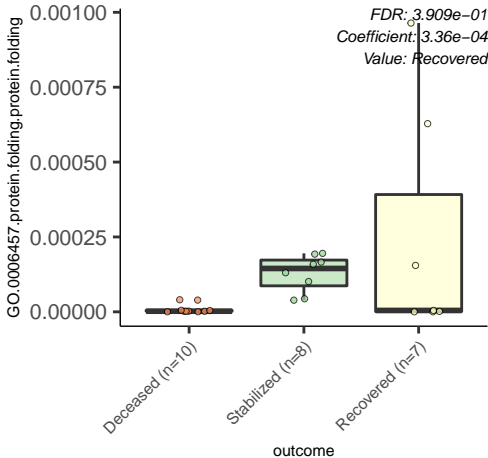 FDR: 3.909e−01
Coefficient: 3.36e−04
Value: Recovered
GO.0006457.protein.folding.protein.folding
0.00100
0.00075
0.00050
0.00025
0.00000
Deceased (n=10)
Stabilized (n=8)
Recovered (n=7)
outcome